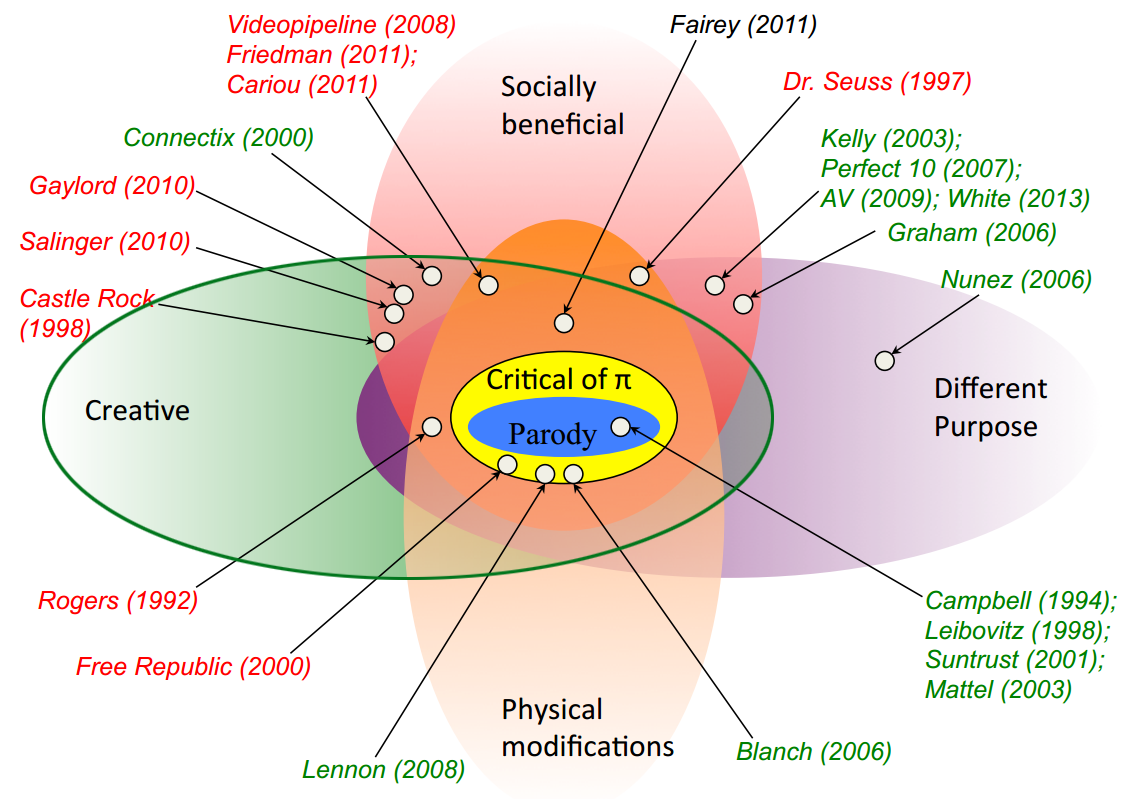 Videopipeline (2008)
Friedman (2011);
Cariou (2011)
Fairey (2011)
Socially
beneficial
Dr. Seuss (1997)
Connectix (2000)
Kelly (2003);
Perfect 10 (2007);
AV (2009); White (2013)
Gaylord (2010)
Graham (2006)
Salinger (2010)
Nunez (2006)
Castle Rock
(1998)
Critical of π
Creative
Different
Purpose
Parody
Rogers (1992)
Campbell (1994);
Leibovitz (1998);
Suntrust (2001);
Mattel (2003)
Free Republic (2000)
Physical
modifications
Lennon (2008)
Blanch (2006)